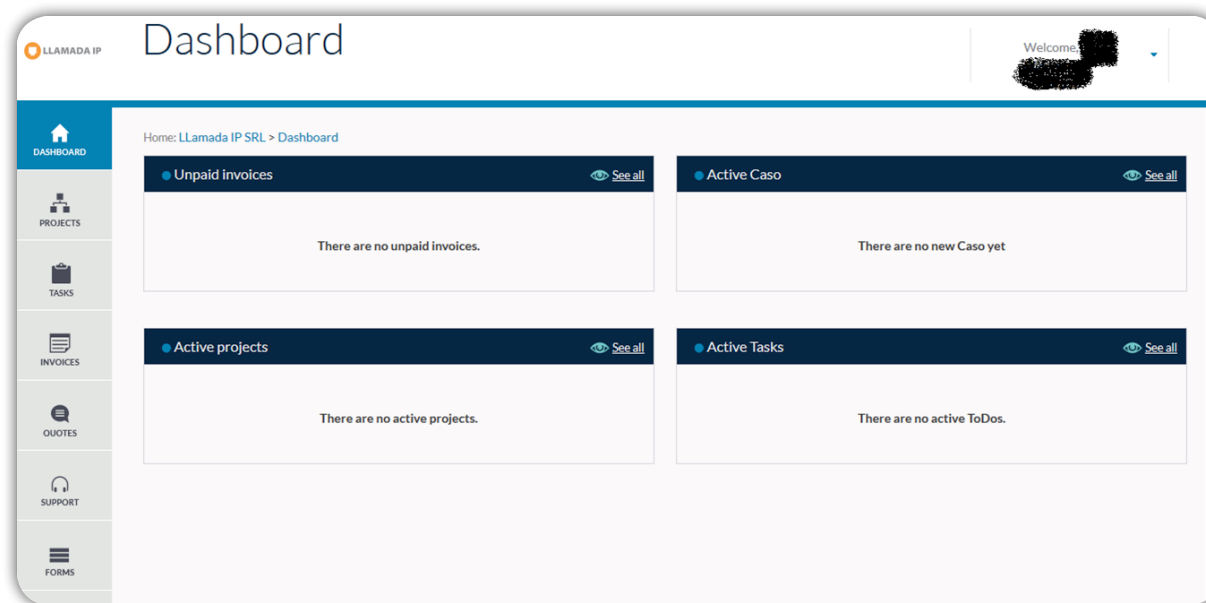 LLAMADA IP
Dashboard
Welcome,
DASHBOARD
PROJECTS
TASKS
INVOICES
QUOTES
SUPPORT
FORMS
Home: LLamada IP SRL > Dashboard
Unpaid invoices See all
There are no unpaid invoices.
Active Caso See all
There are no new Caso yet
Active projects See all
There are no active projects.
Active Tasks See all
There are no active ToDos.